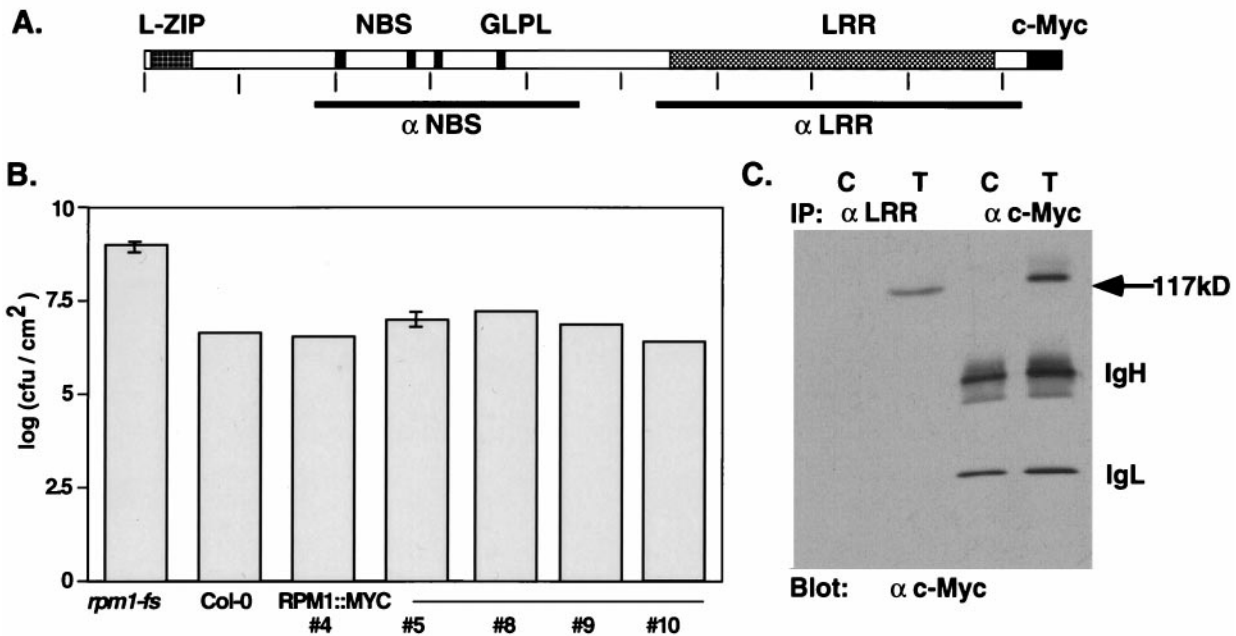 A.
L-ZIP NBS GLPL LRR c-Myc
α NBS α LRR
B.
10
7.5
5
2.5
0
log (cfu / cm²)
rpm1-fs Col-0 RPM1::MYC
#4 #5 #8 #9 #10
C.
C T C T
IP: α LRR α c-Myc
117kD
IgH
IgL
Blot: α c-Myc